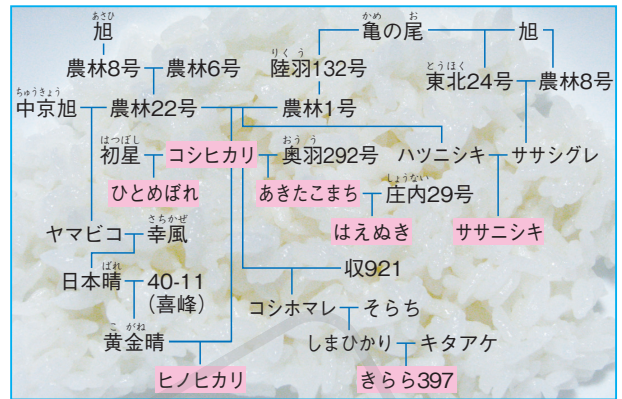 あさひ
旭
かめ お
亀の尾
旭
農林8号 農林6号
りくう
陸羽132号
とうほく
東北24号 農林8号
ちゅうきょう
中京旭 農林22号 農林1号
はつぼし
初星 コシヒカリ
おうう
奥羽292号
ハツニシキ ササシグレ
ひとめぼれ
あきたこまち
しょうない
庄内29号
はえぬき
ササニシキ
ヤマビコ
さちかぜ
幸風
ばれ
日本晴 40-11
(喜峰)
収921
コシホマレ そらち
こがね
黄金晴
しまひかり キタアケ
ヒノヒカリ
きらら397